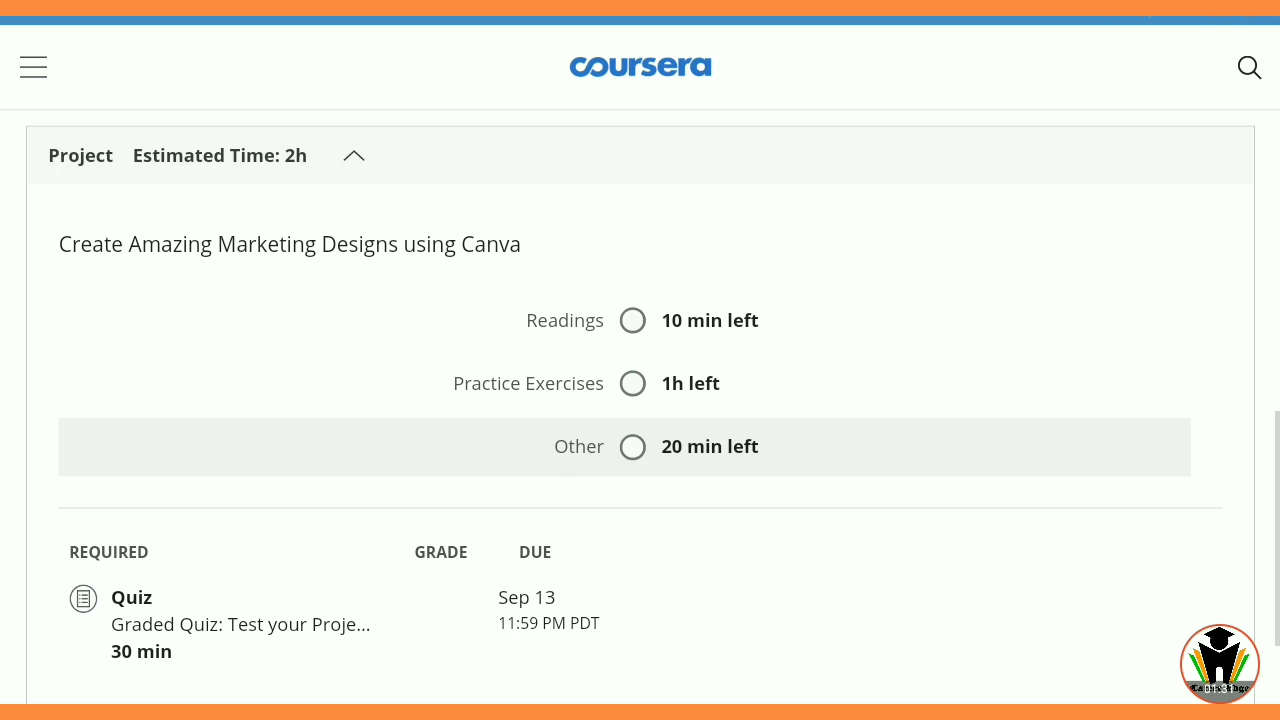 coursera
Project Estimated Time: 2h
Create Amazing Marketing Designs using Canva
Readings 10 min left
Practice Exercises 1h left
Other 20 min left
REQUIRED GRADE DUE
Quiz Sep 13
Graded Quiz: Test your Proje... 11:59 PM PDT
30 min